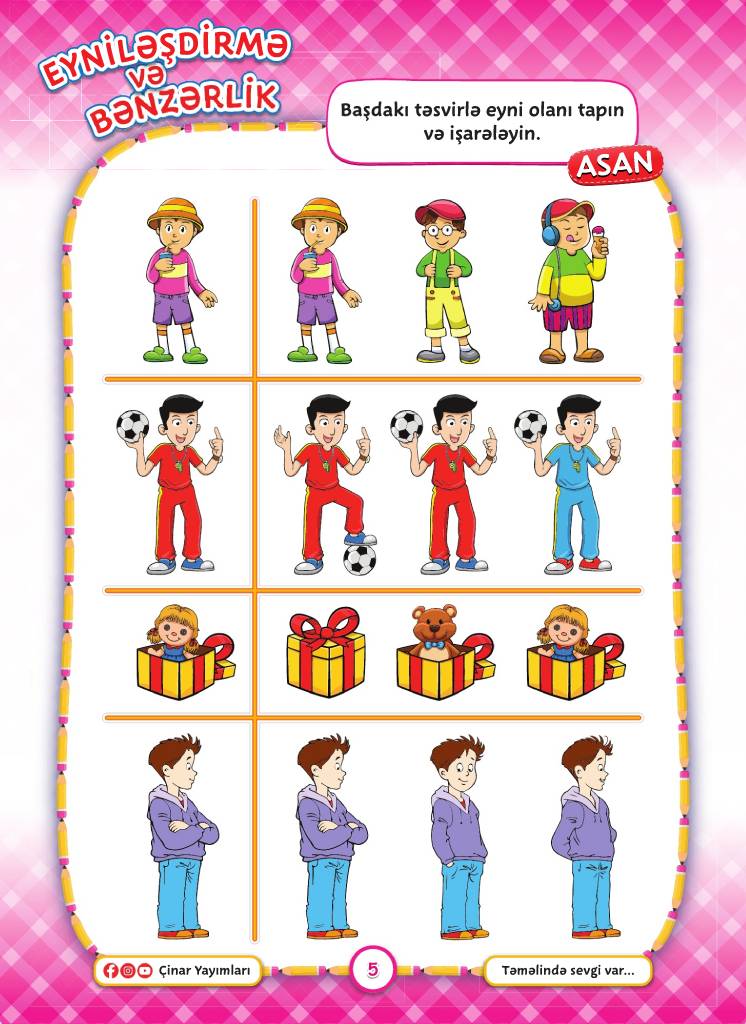 EYNİLƏŞDİRMƏ
VƏ
BƏNZƏRLİK
Başdakı təsvirlə eyni olanı tapın
və işarələyin.
ASAN
Çinar Yayımları
5
Təməlində sevgi var...